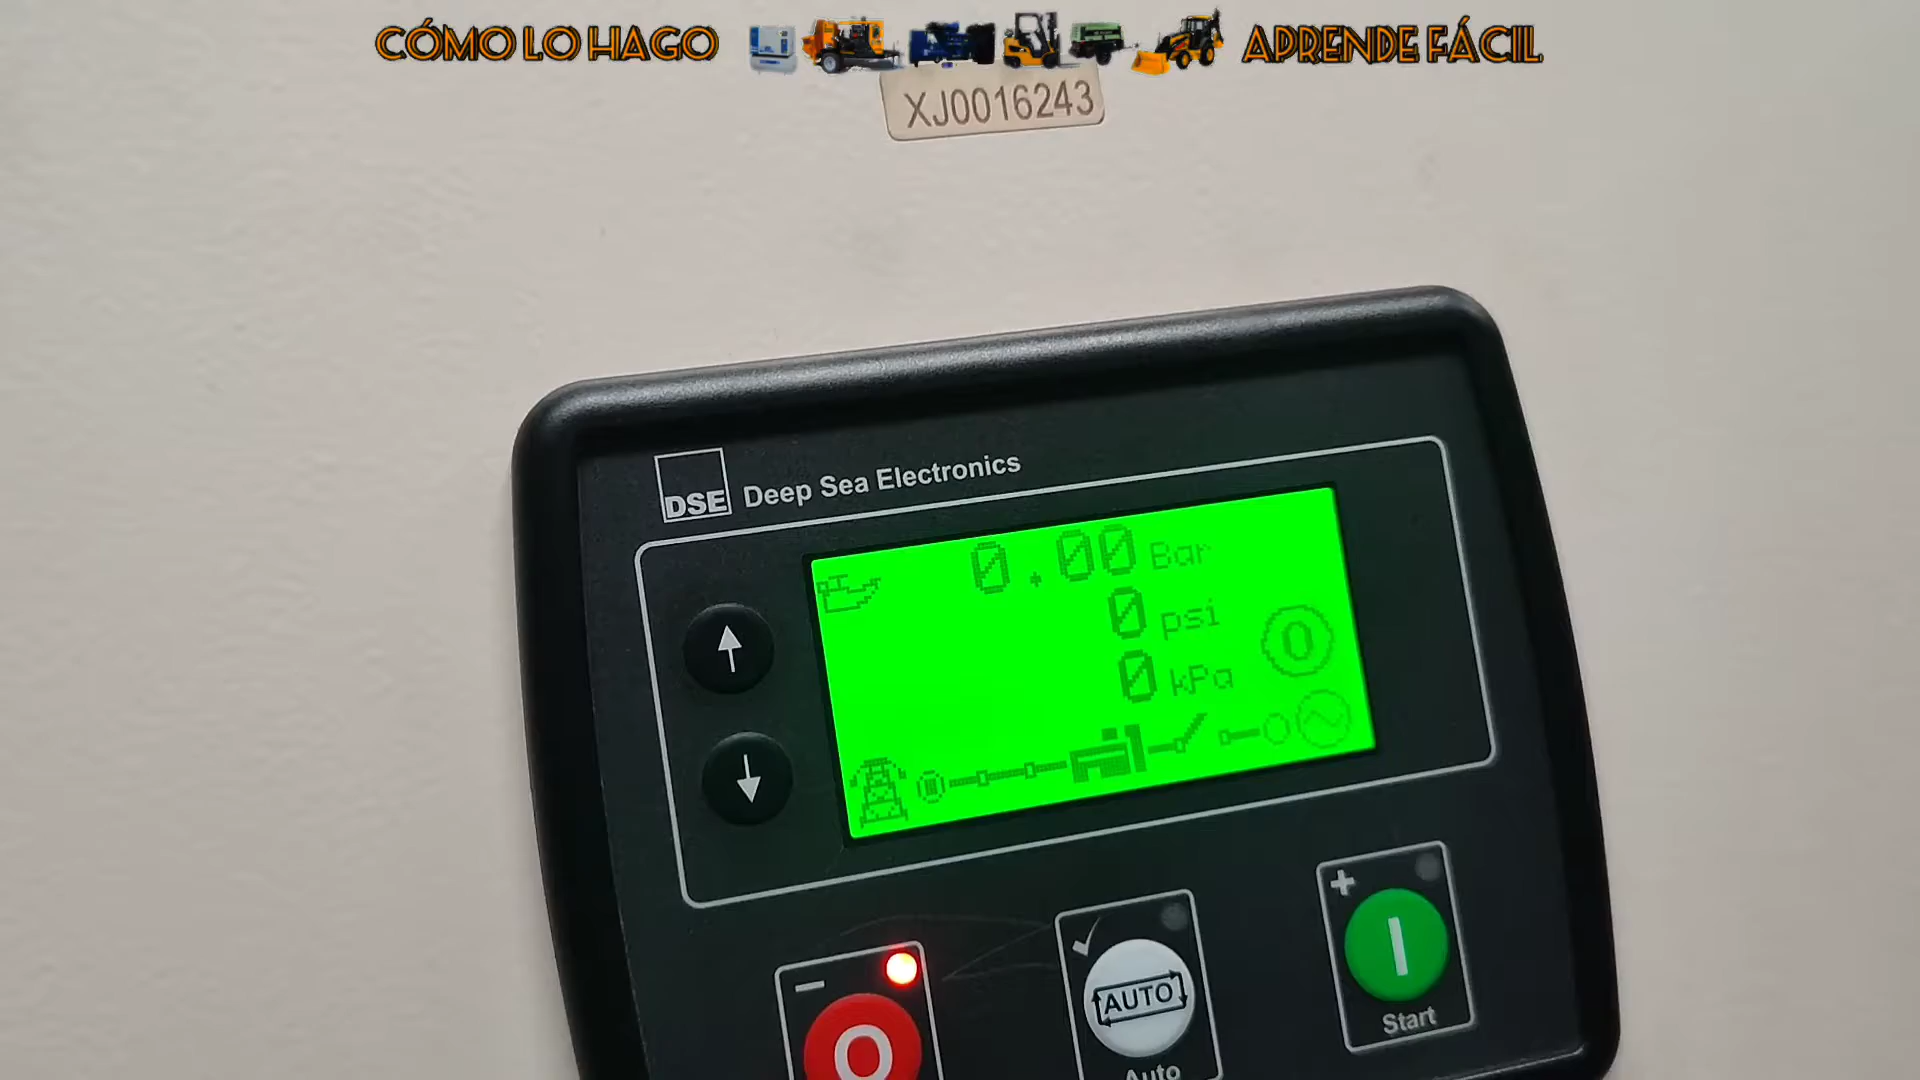 CÓMO LO HAGO APRENDE FÁCIL
XJ0016243
DSE Deep Sea Electronics
0.00 Bar
0 psi
0 kPa
0
AUTO
O
I
Start
Auto